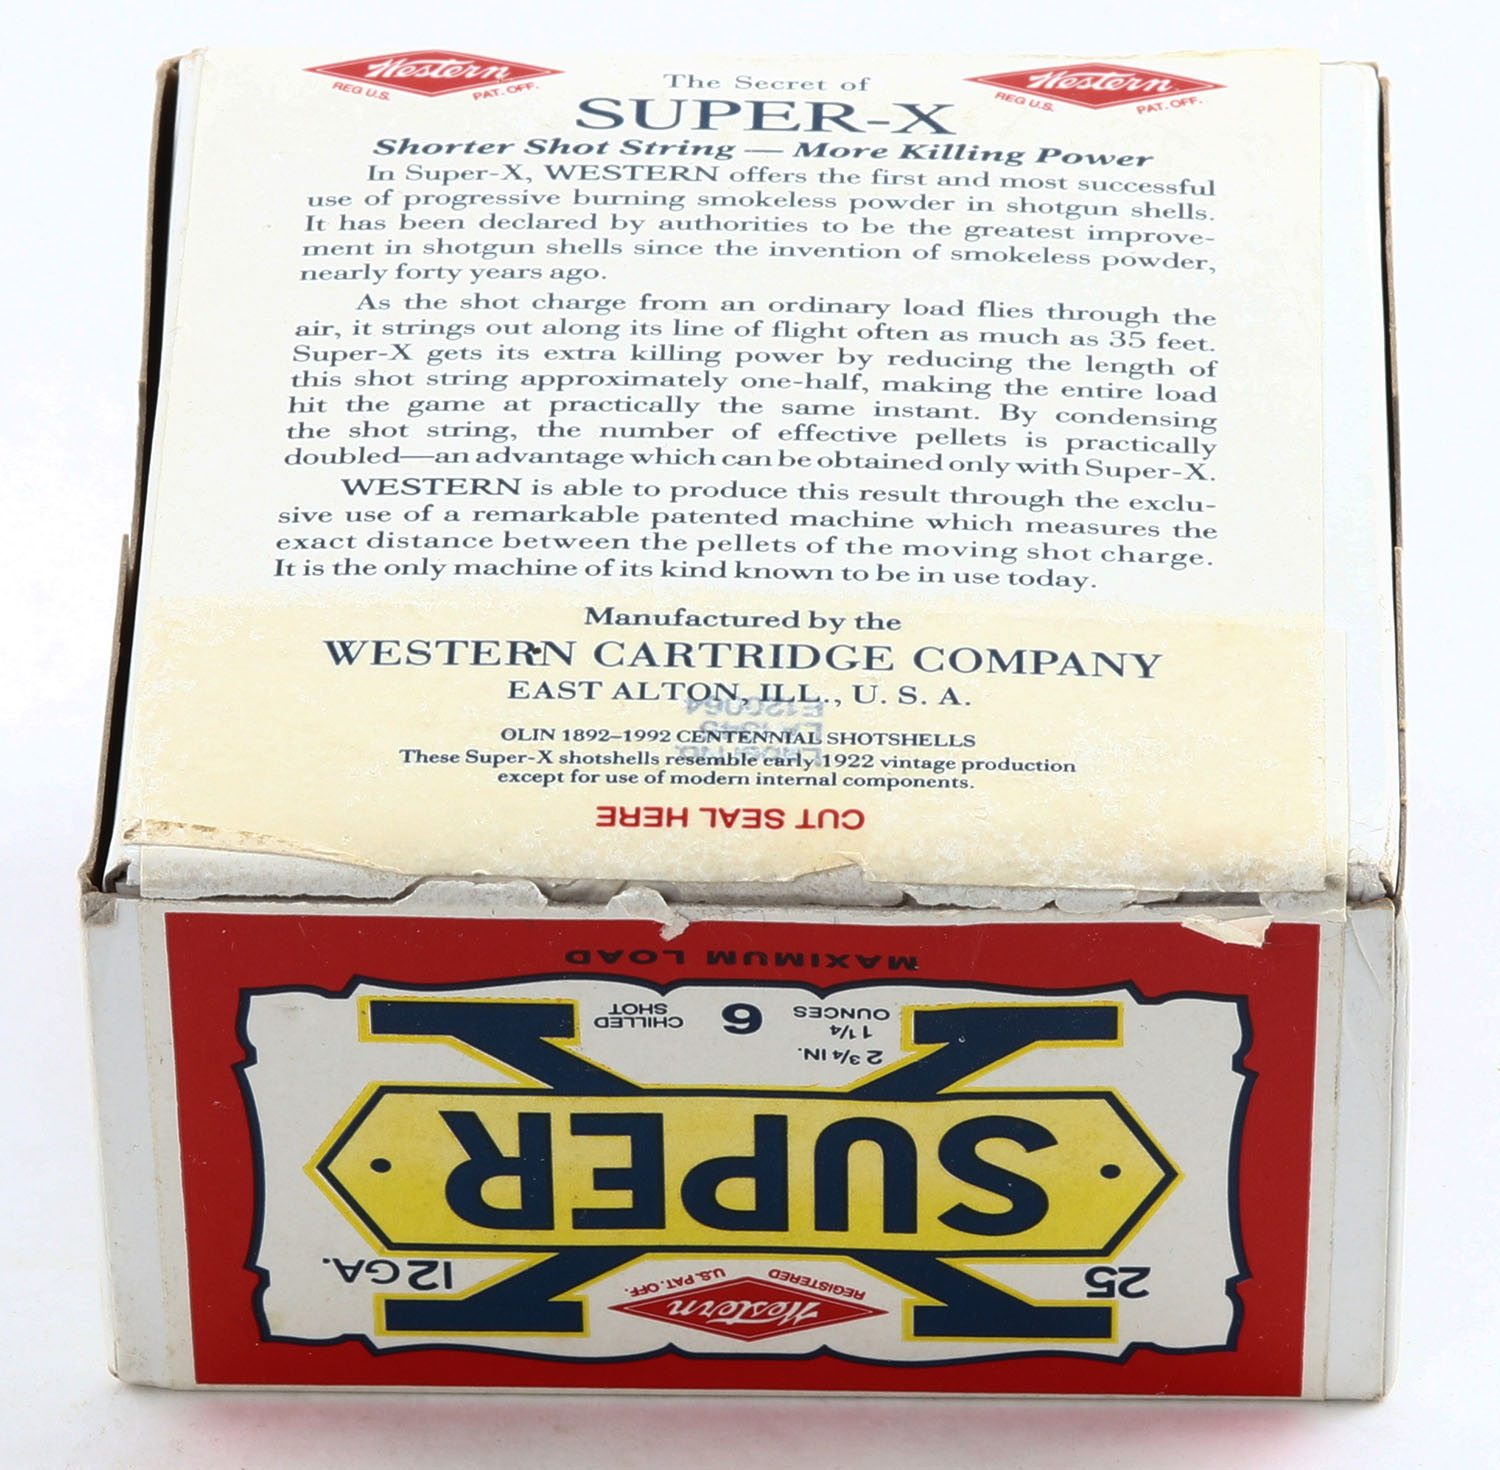 Western
REG U.S. PAT. OFF.
Western
REG U.S. PAT. OFF.
The Secret of
SUPER-X
Shorter Shot String — More Killing Power
In Super-X, WESTERN offers the first and most successful
use of progressive burning smokeless powder in shotgun shells.
It has been declared by authorities to be the greatest improve-
ment in shotgun shells since the invention of smokeless powder,
nearly forty years ago.
As the shot charge from an ordinary load flies through the
air, it strings out along its line of flight often as much as 35 feet.
Super-X gets its extra killing power by reducing the length of
this shot string approximately one-half, making the entire load
hit the game at practically the same instant. By condensing
the shot string, the number of effective pellets is practically
doubled—an advantage which can be obtained only with Super-X.
WESTERN is able to produce this result through the exclu-
sive use of a remarkable patented machine which measures the
exact distance between the pellets of the moving shot charge.
It is the only machine of its kind known to be in use today.
Manufactured by the
WESTERN CARTRIDGE COMPANY
EAST ALTON, ILL., U. S. A.
OLIN 1892–1992 CENTENNIAL SHOTSHELLS
These Super-X shotshells resemble early 1922 vintage production
except for use of modern internal components.
CUT SEAL HERE
25
Western
REGISTERED U.S. PAT. OFF.
12 GA.
SUPER
X
2 3/4 IN.
1 1/4
OUNCES
6
CHILLED
SHOT
MAXIMUM LOAD